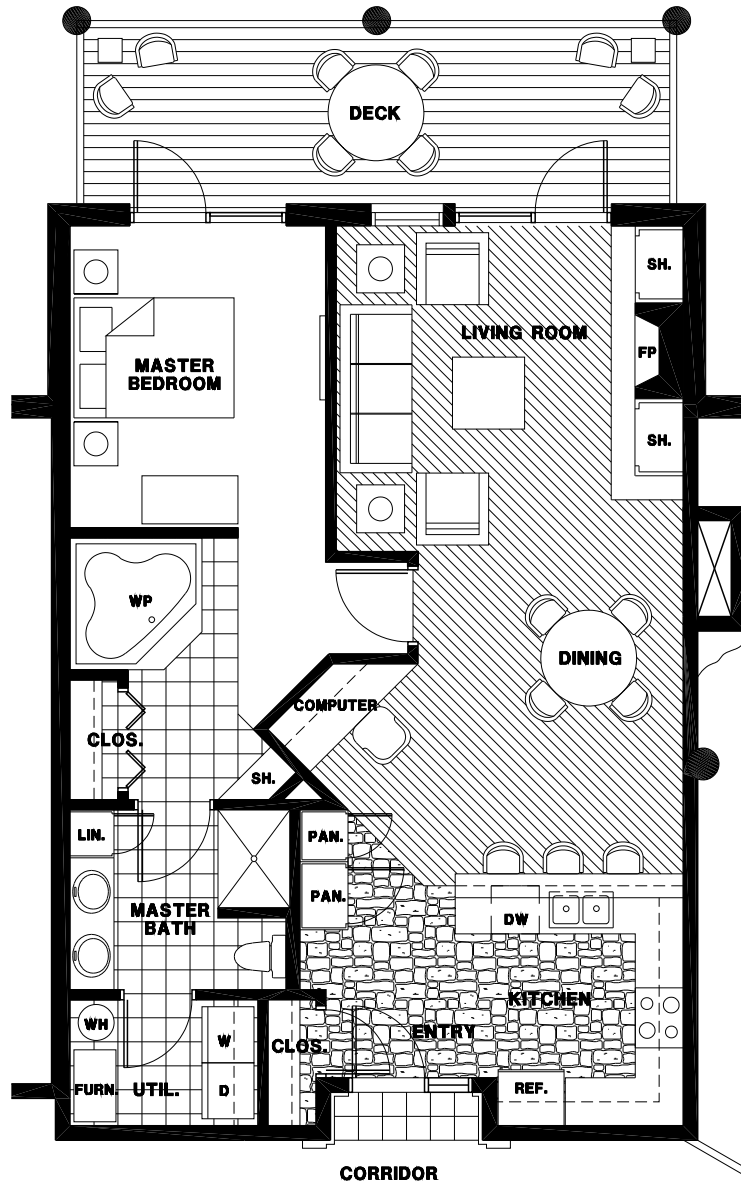 DECK
SH.
LIVING ROOM
FP
MASTER
BEDROOM
SH.
WP
DINING
COMPUTER
CLOS.
SH.
LIN.
PAN.
PAN.
MASTER
BATH
DW
KITCHEN
WH
W
CLOS.
ENTRY
FURN.
UTIL.
D
REF.
CORRIDOR